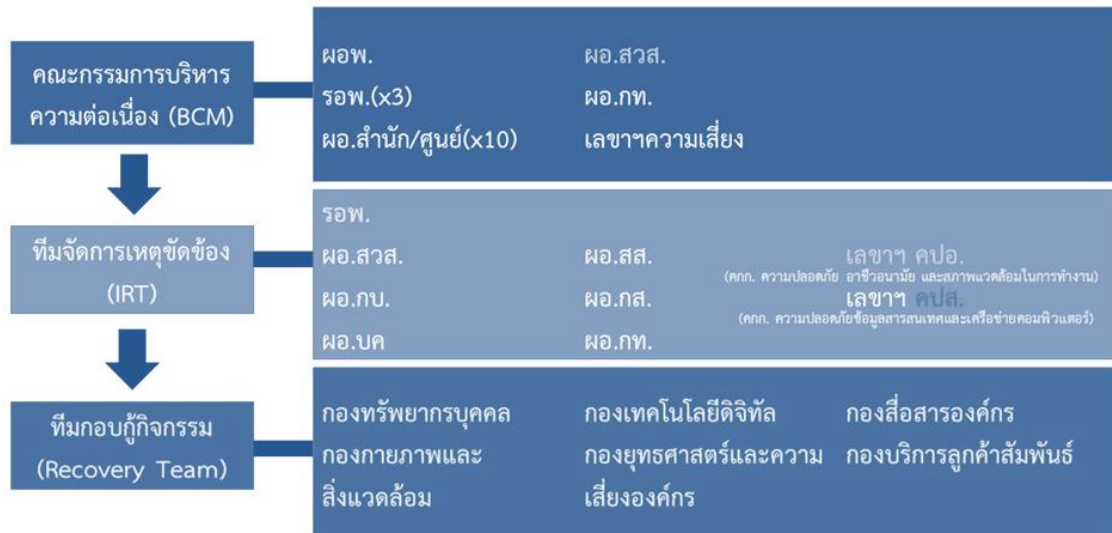 คณะกรรมการบริหาร
ความต่อเนื่อง (BCM)
ผอพ.
ผอ.สวส.
รอพ.(x3)
ผอ.กท.
ผอ.สำนัก/ศูนย์(x10)
เลขาฯความเสี่ยง
ทีมจัดการเหตุขัดข้อง
(IRT)
รอพ.
ผอ.สวส.
ผอ.สส.
เลขาฯ คปอ.
(คกก. ความปลอดภัย อาชีวอนามัย และสภาพแวดล้อมในการทำงาน)
ผอ.กบ.
ผอ.กส.
เลขาฯ คปส.
(คกก. ความปลอดภัยข้อมูลสารสนเทศและเครือข่ายคอมพิวเตอร์)
ผอ.บค
ผอ.กท.
ทีมกอบกู้กิจกรรม
(Recovery Team)
กองทรัพยากรบุคคล
กองเทคโนโลยีดิจิทัล
กองสื่อสารองค์กร
กองกายภาพและ
สิ่งแวดล้อม
กองยุทธศาสตร์และความ
เสี่ยงองค์กร
กองบริการลูกค้าสัมพันธ์